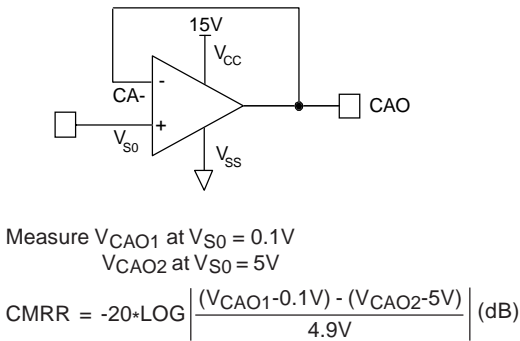 15V
VCC
-
CA-
CAO
+
VS0
VSS
Measure VCAO1 at VS0 = 0.1V
VCAO2 at VS0 = 5V
CMRR = -20*LOG | (VCAO1-0.1V) - (VCAO2-5V) / 4.9V | (dB)